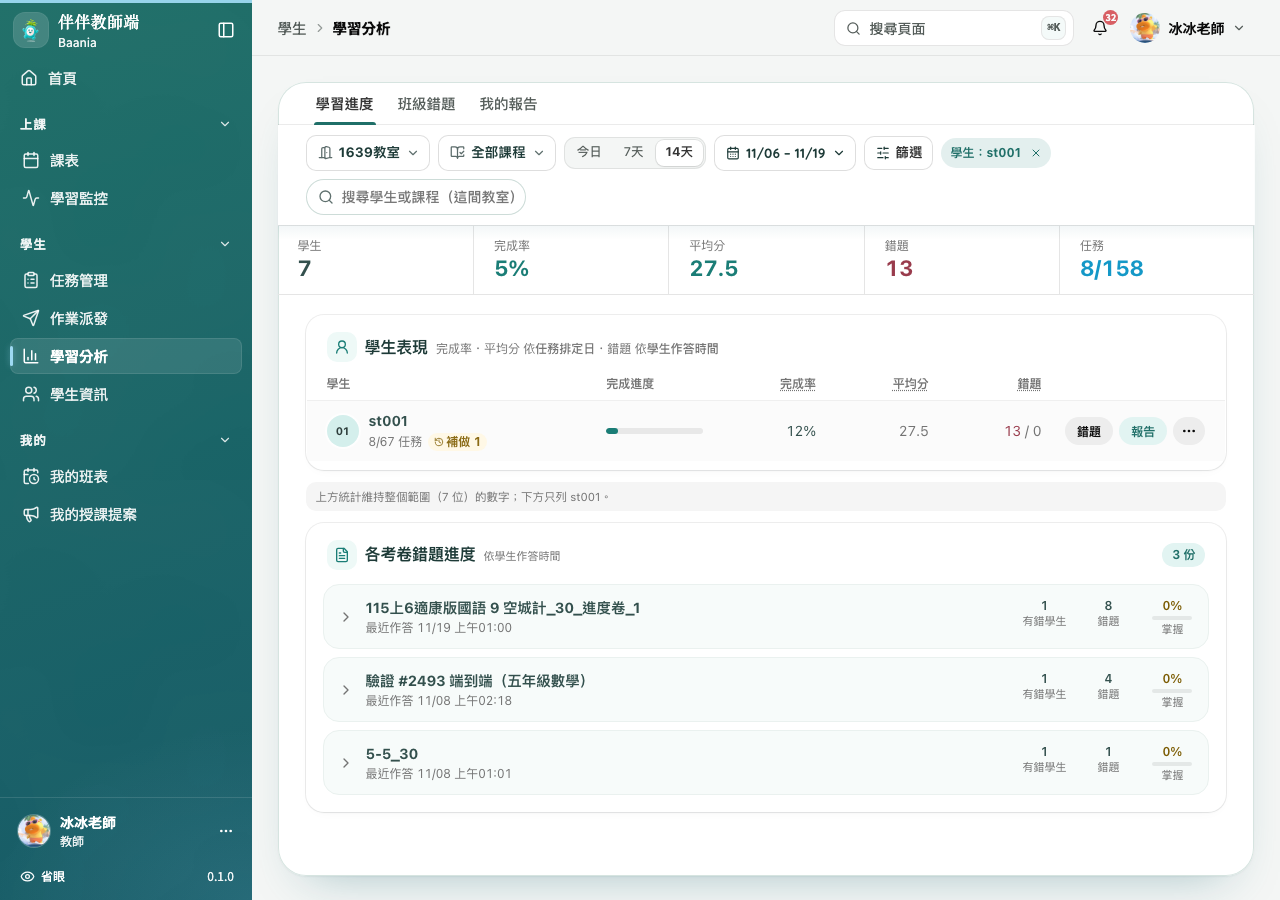 伴伴教師端
Baania
首頁
上課
課表
學習監控
學生
任務管理
作業派發
學習分析
學生資訊
我的
我的班表
我的授課提案
冰冰老師
教師
省眼
0.1.0
學生 > 學習分析
搜尋頁面
⌘K
32
冰冰老師
學習進度 班級錯題 我的報告
1639教室 全部課程 今日 7天 14天 11/06 – 11/19 篩選 學生：st001 ×
搜尋學生或課程（這間教室）
學生 完成率 平均分 錯題 任務
7 5% 27.5 13 8/158
學生表現 完成率・平均分 依任務排定日・錯題 依學生作答時間
學生 完成進度 完成率 平均分 錯題
01 st001 12% 27.5 13 / 0 錯題 報告 ···
8/67 任務 補做 1
上方統計維持整個範圍（7 位）的數字；下方只列 st001。
各考卷錯題進度 依學生作答時間 3 份
115上6適康版國語 9 空城計_30_進度卷_1
最近作答 11/19 上午01:00
1 8 0%
有錯學生 錯題 掌握
驗證 #2493 端到端（五年級數學）
最近作答 11/08 上午02:18
1 4 0%
有錯學生 錯題 掌握
5-5_30
最近作答 11/08 上午01:01
1 1 0%
有錯學生 錯題 掌握